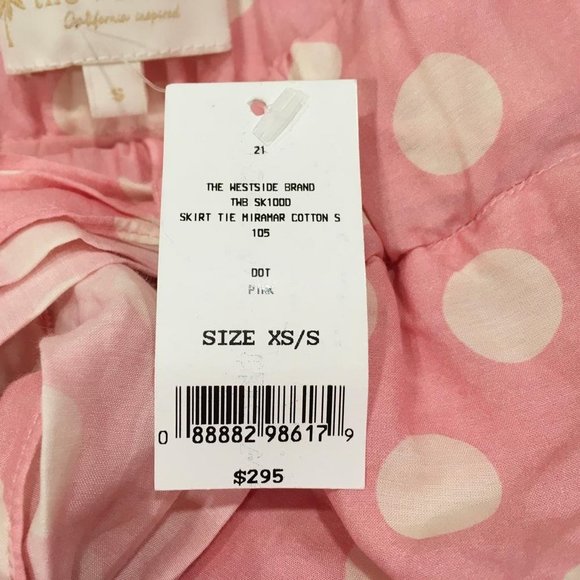 California inspired
S
21
THE WESTSIDE BRAND
TWB SK100D
SKIRT TIE MIRAMAR COTTON S
105
DOT
Pink
SIZE XS/S
0 88882 98617 9
$295